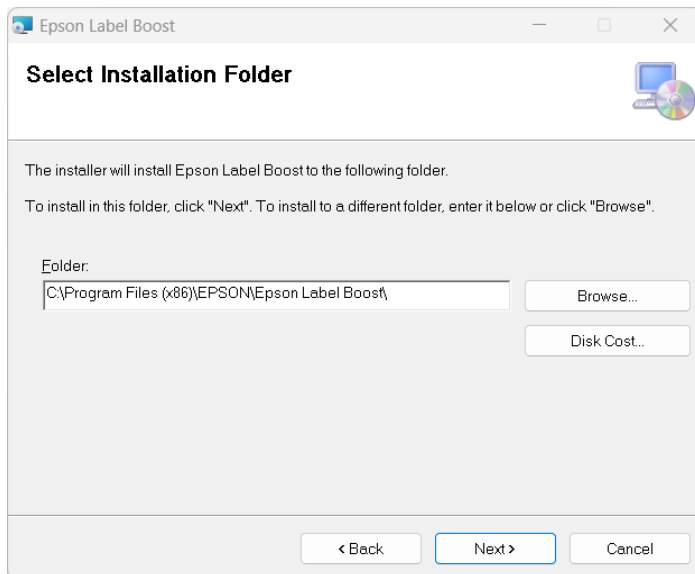 Epson Label Boost
Select Installation Folder
The installer will install Epson Label Boost to the following folder.
To install in this folder, click "Next". To install to a different folder, enter it below or click "Browse".
Folder:
C:\Program Files (x86)\EPSON\Epson Label Boost\
Browse...
Disk Cost...
< Back
Next >
Cancel